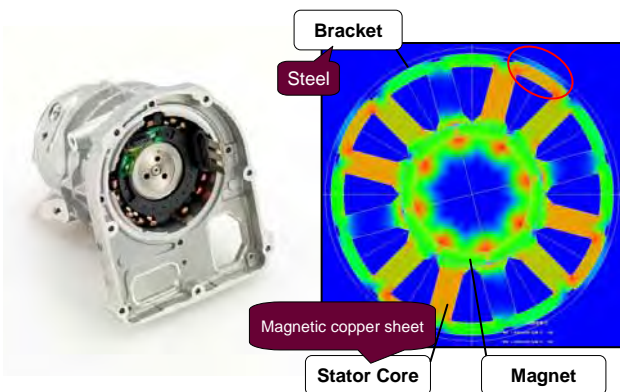 Bracket
Steel
Magnetic copper sheet
Stator Core
Magnet